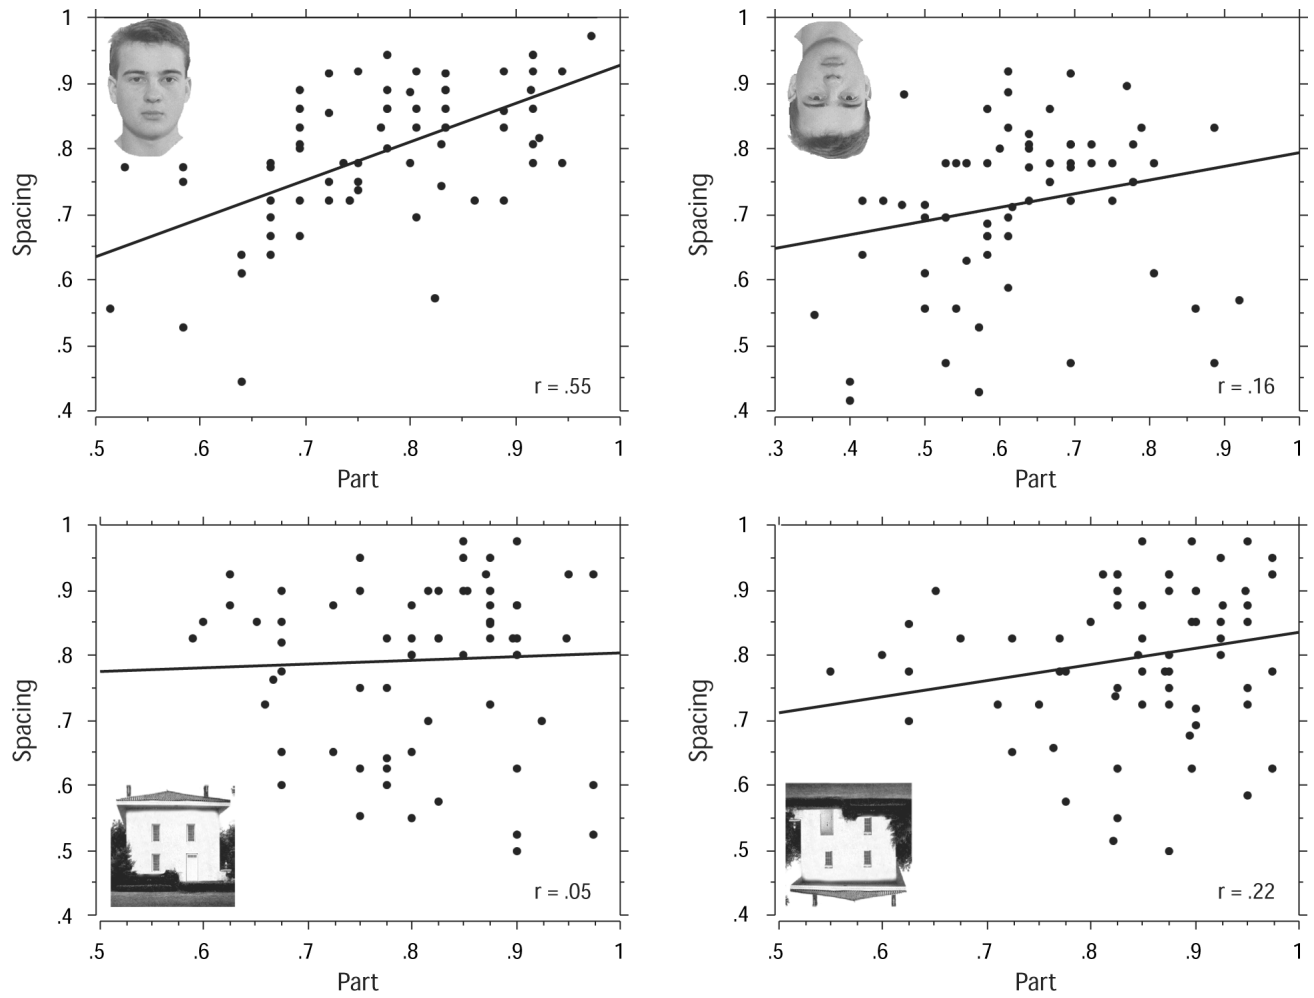 1
.9
.8
.7
.6
.5
.4
Spacing
r = .55
.5 .6 .7 .8 .9 1
Part
1
.9
.8
.7
.6
.5
.4
Spacing
r = .16
.3 .4 .5 .6 .7 .8 .9 1
Part
1
.9
.8
.7
.6
.5
.4
Spacing
r = .05
.5 .6 .7 .8 .9 1
Part
1
.9
.8
.7
.6
.5
.4
Spacing
r = .22
.5 .6 .7 .8 .9 1
Part